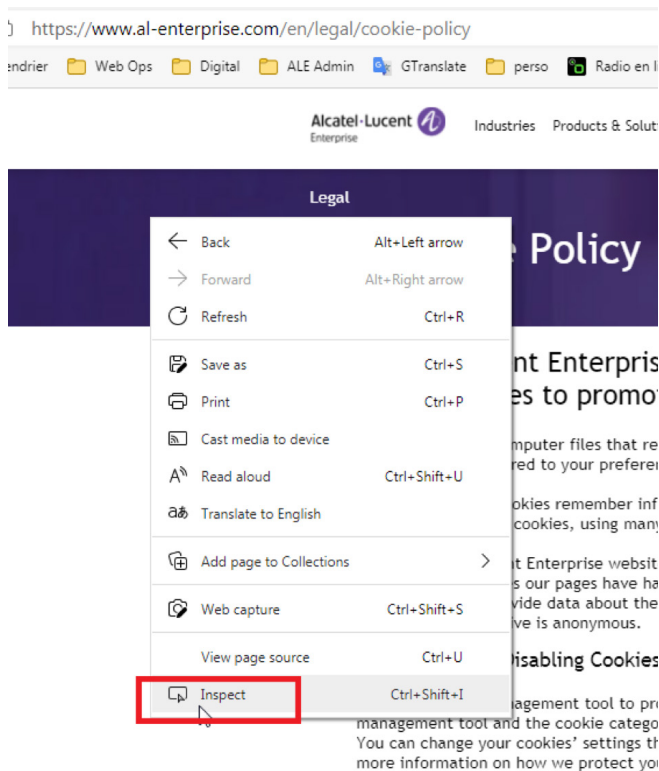 https://www.al-enterprise.com/en/legal/cookie-policy
Web Ops Digital ALE Admin GTranslate perso Radio en
Alcatel·Lucent
Enterprise
Industries Products &
Legal
Policy
Back Alt+Left arrow
Forward Alt+Right arrow
Refresh Ctrl+R
Save as Ctrl+S
Print Ctrl+P
Cast media to device
Read aloud Ctrl+Shift+U
Translate to English
Add page to Collections
Web capture Ctrl+Shift+S
View page source Ctrl+U
Inspect Ctrl+Shift+I
nt Enterpris
es to promo
mputer files that re
red to your prefere
okies remember inf
cookies, using many
t Enterprise websit
s our pages have ha
vide data about the
ve is anonymous.
isabling Cookies
agement tool to pr
management tool and the cookie catego
You can change your cookies' settings th
more information on how we protect yo